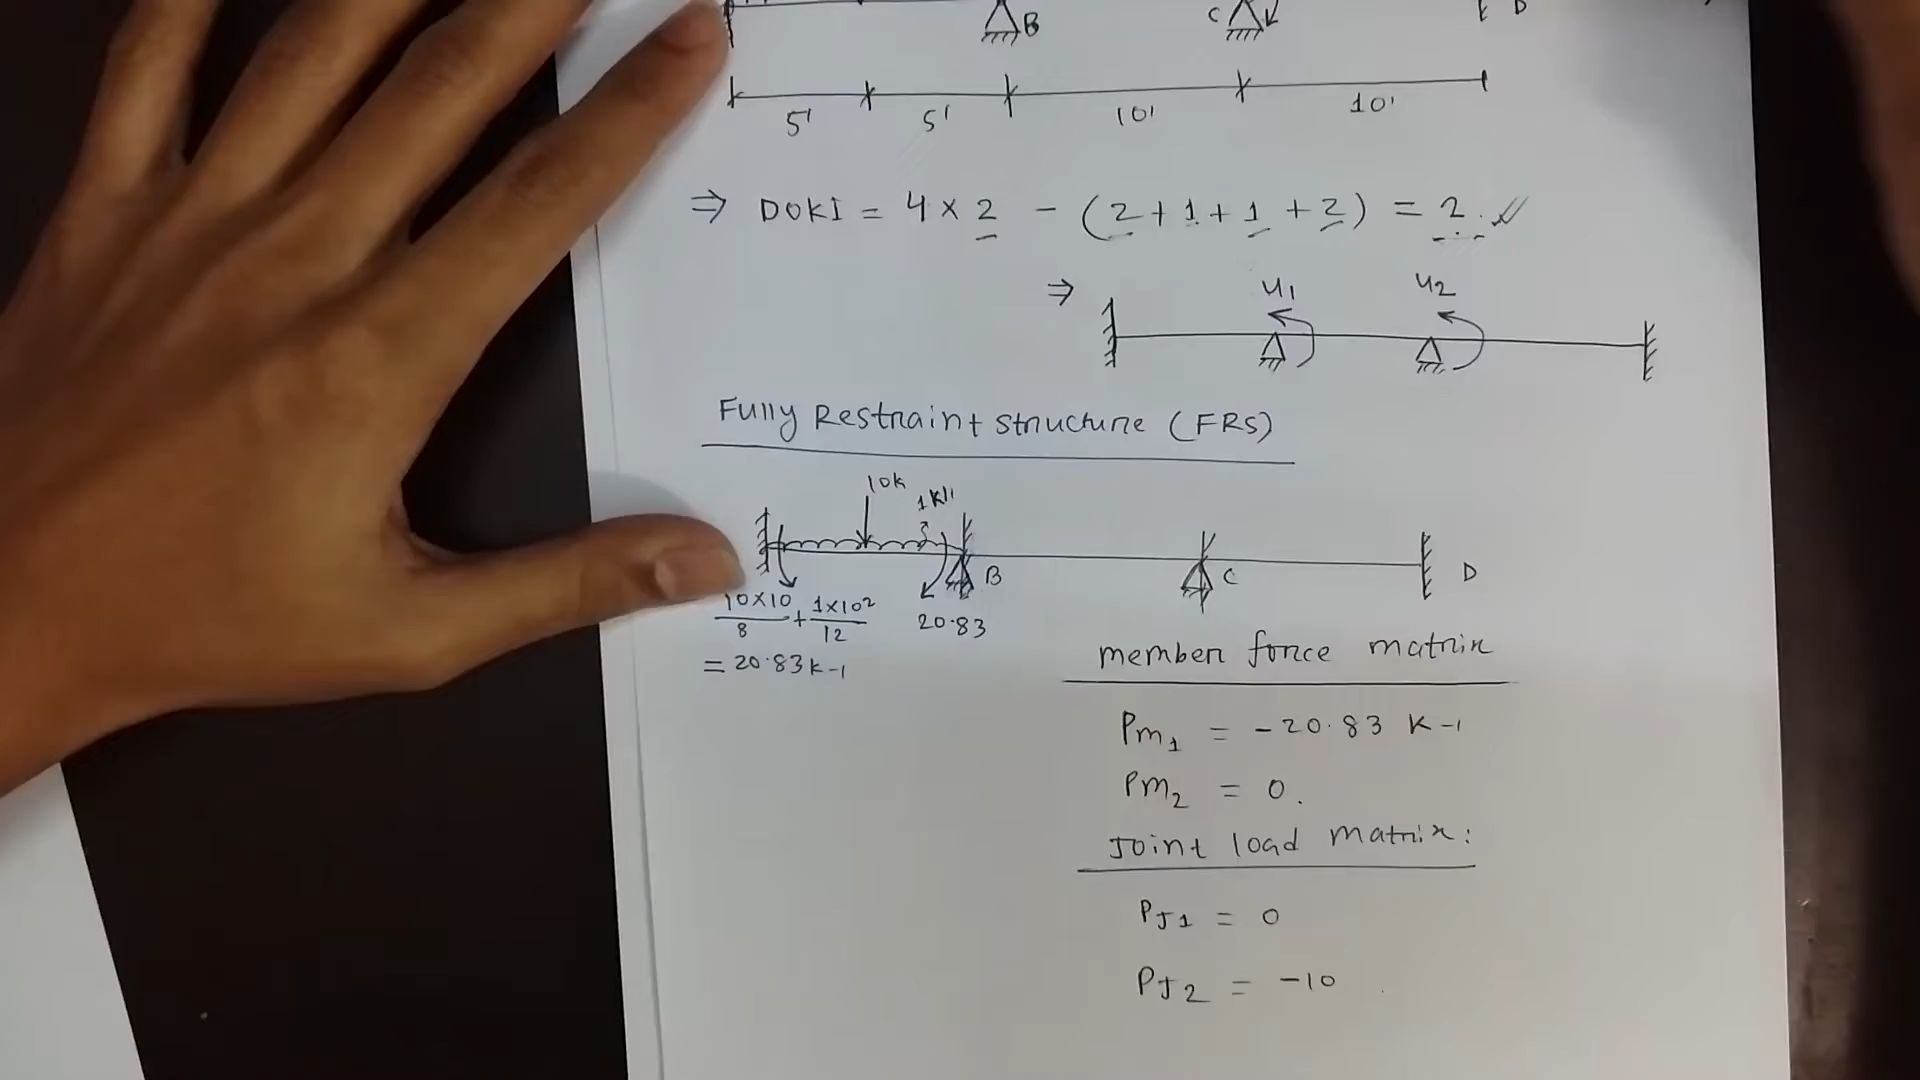 B C D
5' 5' 10' 10'
⇒ DOKI = 4 × 2 - (2+1+1+2) = 2.
⇒ u1 u2
Fully Restraint structure (FRS)
10k 1k/'
B C D
10×10/8 + 1×10²/12 20.83
= 20.83 k-'
member force matrix
Pm1 = -20.83 k-'
Pm2 = 0.
Joint load matrix:
PJ1 = 0
PJ2 = -10